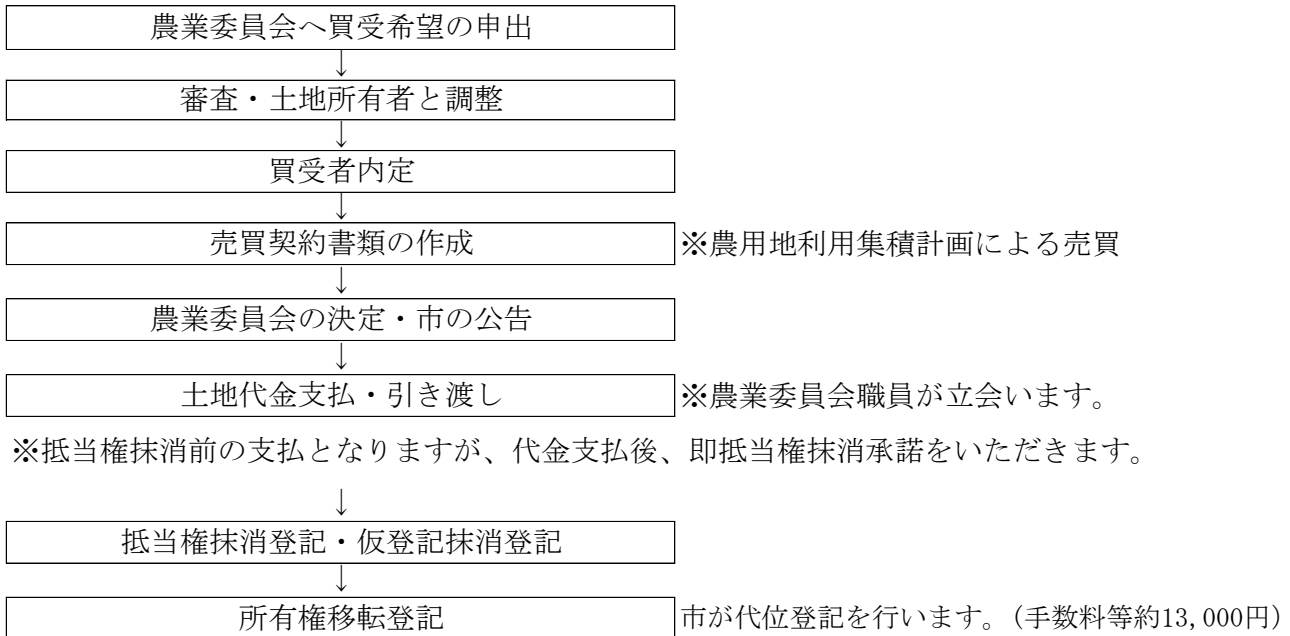 農業委員会へ買受希望の申出
↓
審査・土地所有者と調整
↓
買受者内定
↓
売買契約書類の作成 ※農用地利用集積計画による売買
↓
農業委員会の決定・市の公告
↓
土地代金支払・引き渡し ※農業委員会職員が立会います。
※抵当権抹消前の支払となりますが、代金支払後、即抵当権抹消承諾をいただきます。
↓
抵当権抹消登記・仮登記抹消登記
↓
所有権移転登記 市が代位登記を行います。(手数料等約13,000円)